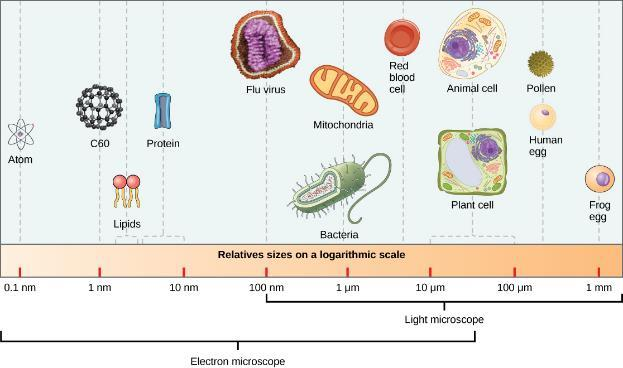 Flu virus
Red
blood
cell
Animal cell
Pollen
Mitochondria
C60
Protein
Atom
Human
egg
Lipids
Bacteria
Plant cell
Frog
egg
Relatives sizes on a logarithmic scale
0.1 nm 1 nm 10 nm 100 nm 1 μm 10 μm 100 μm 1 mm
Light microscope
Electron microscope